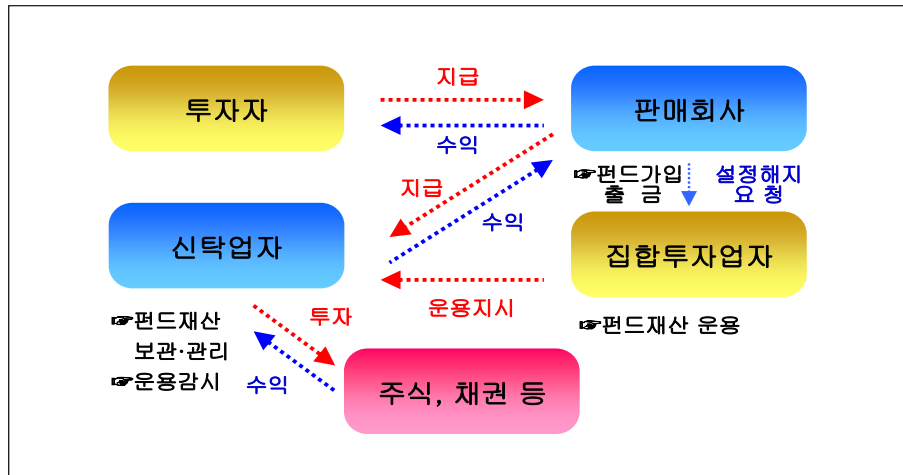 지급
투자자
판매회사
수익
☞펀드가입
출 금
설정해지
요 청
지급
수익
신탁업자
집합투자업자
운용지시
☞펀드재산
보관·관리
☞운용감시
투자
☞펀드재산 운용
수익
주식, 채권 등